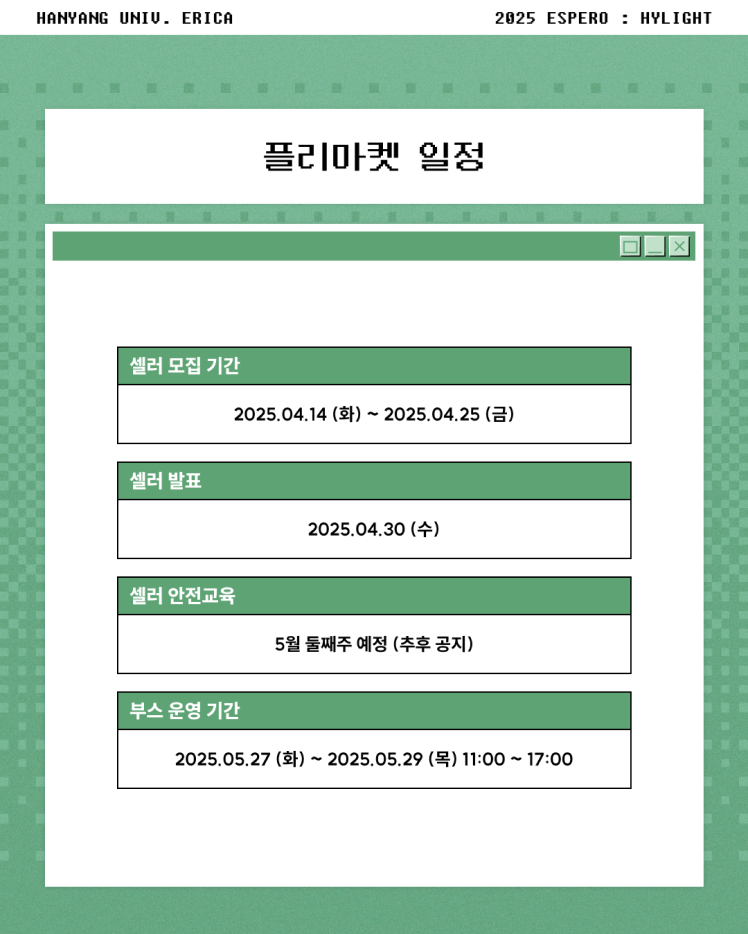 HANYANG UNIV. ERICA
2025 ESPERO : HYLIGHT
플리마켓 일정
셀러 모집 기간
2025.04.14 (화) ~ 2025.04.25 (금)
셀러 발표
2025.04.30 (수)
셀러 안전교육
5월 둘째주 예정 (추후 공지)
부스 운영 기간
2025.05.27 (화) ~ 2025.05.29 (목) 11:00 ~ 17:00